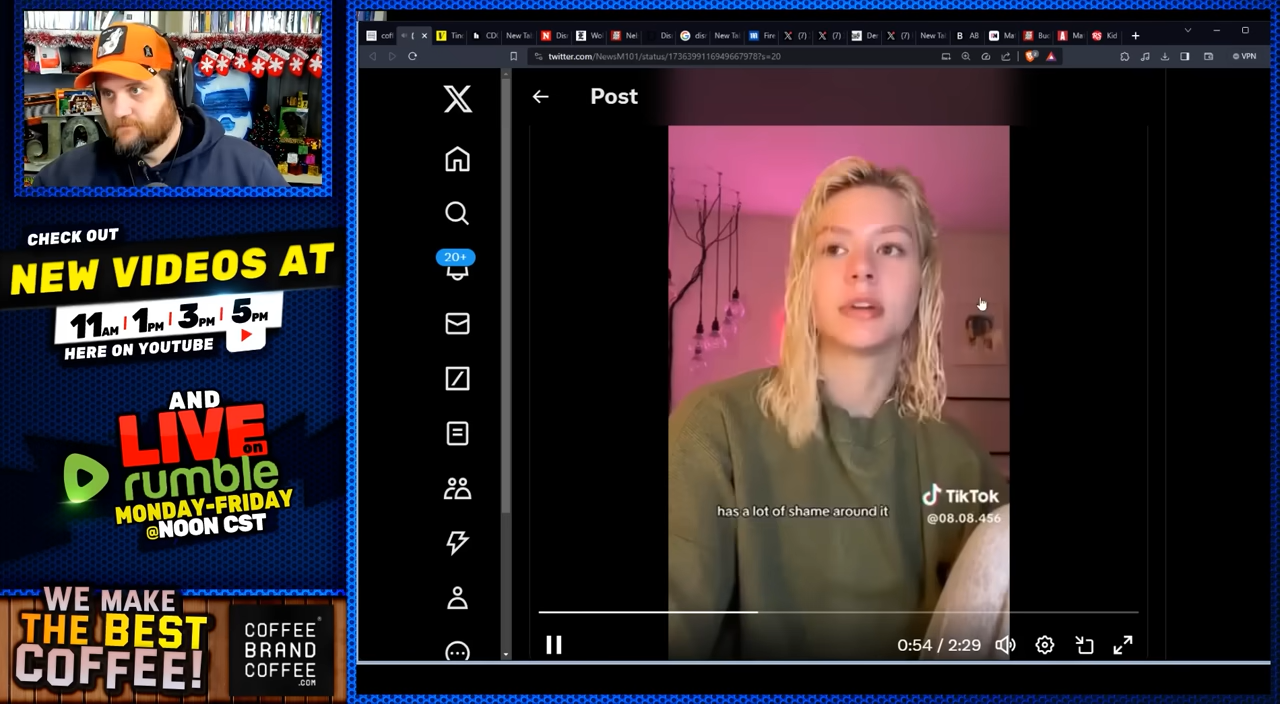 CHECK OUT
NEW VIDEOS AT
11AM | 1PM | 3PM | 5PM
HERE ON YOUTUBE
AND
LIVE on
rumble
MONDAY-FRIDAY
@NOON CST
WE MAKE
THE BEST
COFFEE!
COFFEE
BRAND
COFFEE
.COM
twitter.com/NewsM101/status/1736399116949667978?s=20
VPN
Post
20+
has a lot of shame around it
TikTok
@08.08.456
0:54 / 2:29